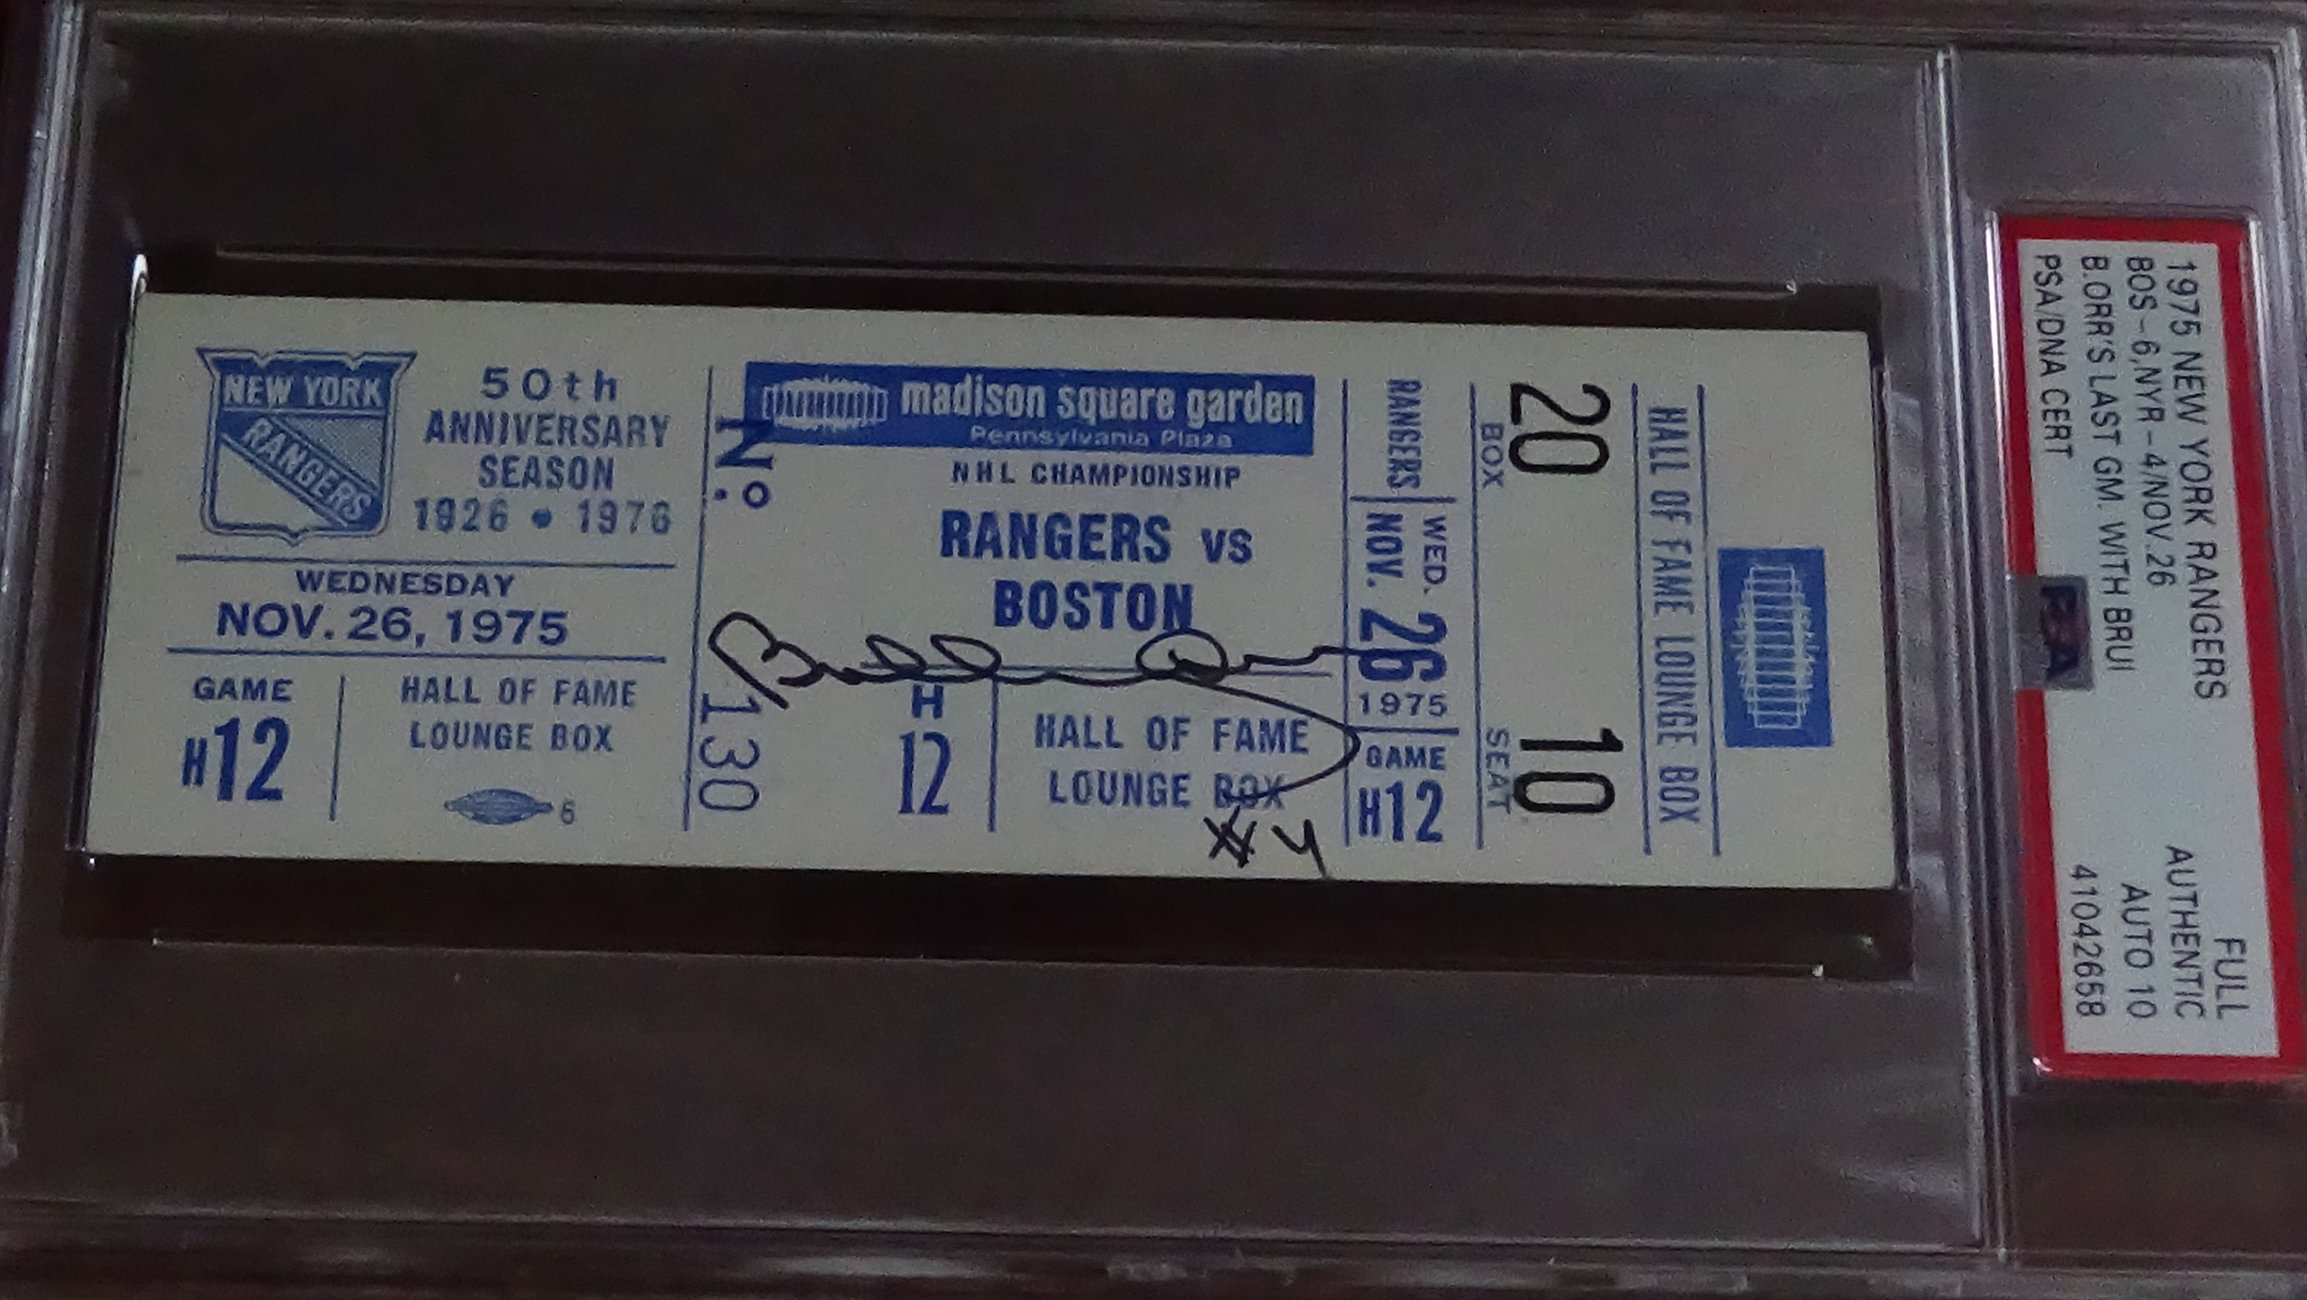 NEW YORK
RANGERS
50th
ANNIVERSARY
SEASON
1926 • 1976
WEDNESDAY
NOV. 26, 1975
GAME
H12
HALL OF FAME
LOUNGE BOX
6
Nº
130
madison square garden
Pennsylvania Plaza
NHL CHAMPIONSHIP
RANGERS VS
BOSTON
H
12
HALL OF FAME
LOUNGE BOX
#4
RANGERS
WED.
NOV. 26
1975
GAME
H12
20
BOX
10
SEAT
HALL OF FAME LOUNGE BOX
1975 NEW YORK RANGERS FULL
BOS-6,NYR-4/NOV.26 AUTHENTIC
B.ORR'S LAST GM. WITH BRUI AUTO 10
PSA/DNA CERT 41042658
PSA